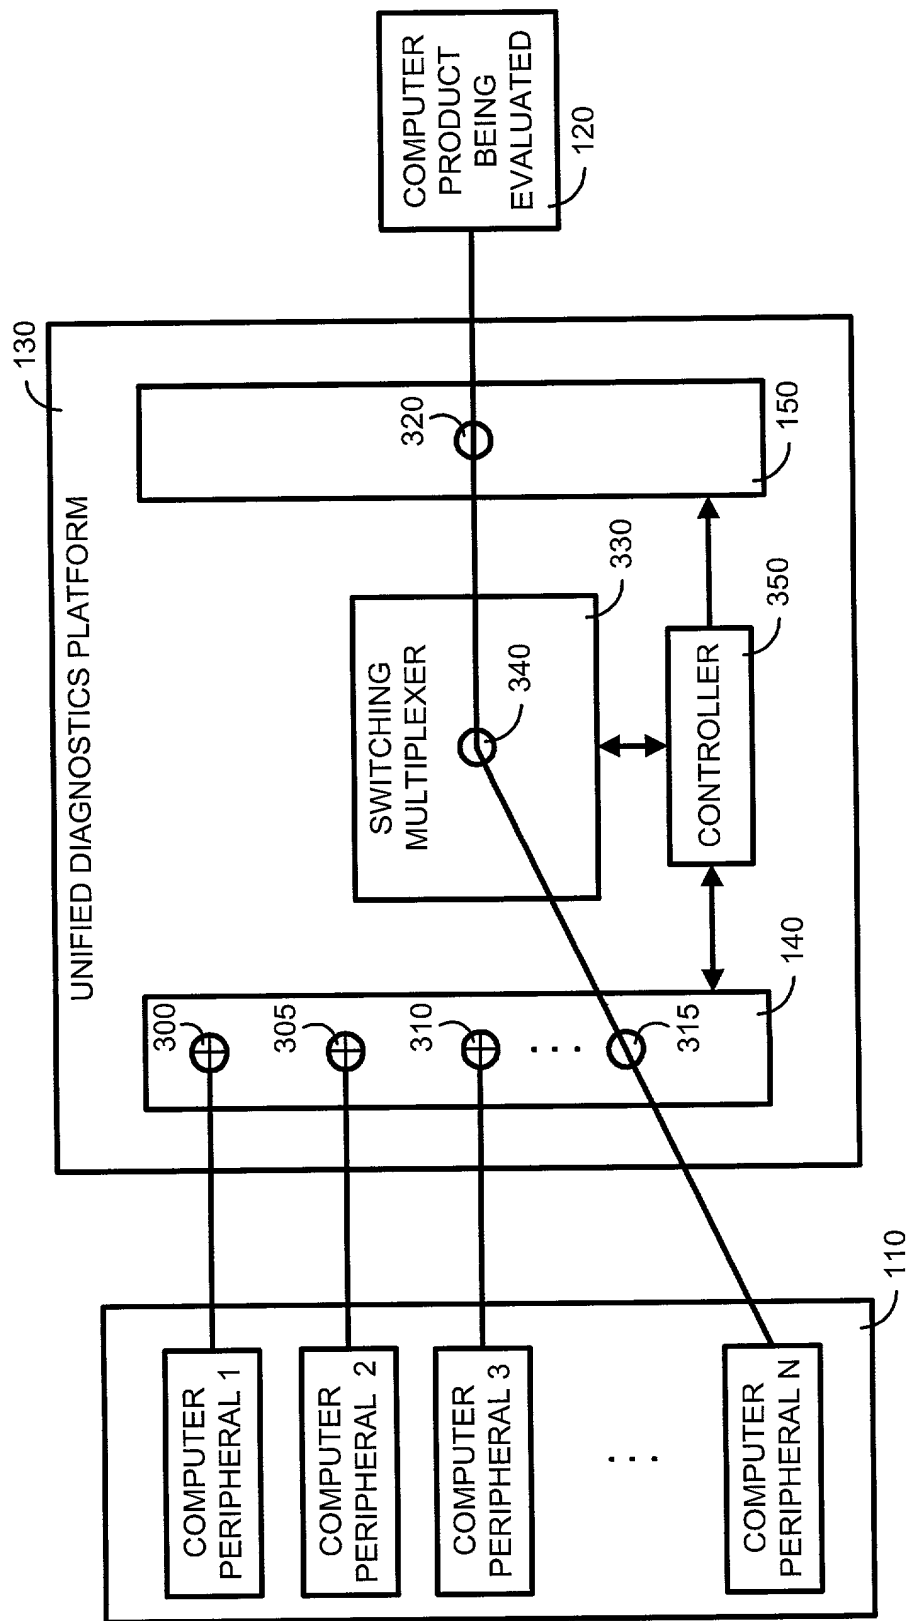 UNIFIED DIAGNOSTICS PLATFORM
130
COMPUTER
PERIPHERAL 1
COMPUTER
PERIPHERAL 2
COMPUTER
PERIPHERAL 3
. . .
COMPUTER
PERIPHERAL N
110
300
305
310
. . .
315
140
SWITCHING
MULTIPLEXER
340
330
CONTROLLER
350
320
150
COMPUTER
PRODUCT
BEING
EVALUATED
120